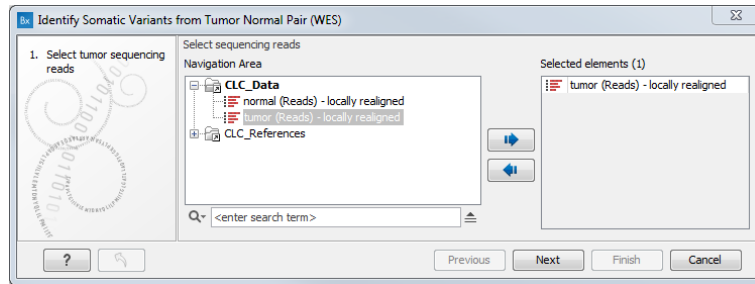 Bx Identify Somatic Variants from Tumor Normal Pair (WES)
1. Select tumor sequencing
reads
Select sequencing reads
Navigation Area
CLC_Data
normal (Reads) - locally realigned
tumor (Reads) - locally realigned
CLC_References
<enter search term>
Selected elements (1)
tumor (Reads) - locally realigned
?
Previous
Next
Finish
Cancel